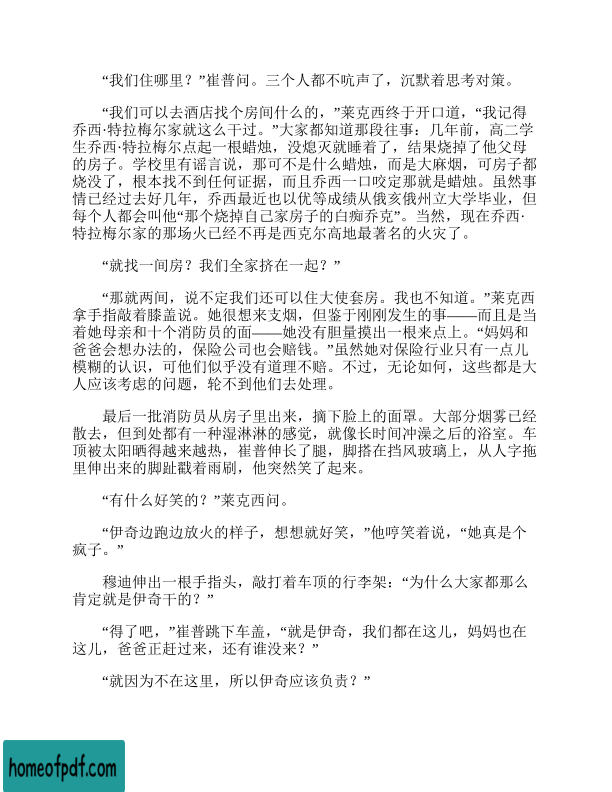 “我们住哪里？”崔普问。三个人都不吭声了，沉默着思考对策。
“我们可以去酒店找个房间什么的，”莱克西终于开口道，“我记得
乔西·特拉梅尔家就这么干过。”大家都知道那段往事：几年前，高二学
生乔西·特拉梅尔点起一根蜡烛，没熄灭就睡着了，结果烧掉了他父母
的房子。学校里有谣言说，那可不是什么蜡烛，而是大麻烟，可房子都
烧没了，根本找不到任何证据，而且乔西一口咬定那就是蜡烛。虽然事
情已经过去好几年，乔西最近也以优等成绩从俄亥俄州立大学毕业，但
每个人都会叫他“那个烧掉自己家房子的白痴乔克”。当然，现在乔西·
特拉梅尔家的那场火已经不再是西克尔高地最著名的火灾了。
“就找一间房？我们全家挤在一起？”
“那就两间，说不定我们还可以住大使套房。我也不知道。”莱克西
拿手指敲着膝盖说。她很想来支烟，但鉴于刚刚发生的事——而且是当
着她母亲和十个消防员的面——她没有胆量摸出一根来点上。“妈妈和
爸爸会想办法的，保险公司也会赔钱。”虽然她对保险行业只有一点儿
模糊的认识，可他们似乎没有道理不赔。不过，无论如何，这些都是大
人应该考虑的问题，轮不到他们去处理。
最后一批消防员从房子里出来，摘下脸上的面罩。大部分烟雾已经
散去，但到处都有一种湿淋淋的感觉，就像长时间冲澡之后的浴室。车
顶被太阳晒得越来越热，崔普伸长了腿，脚搭在挡风玻璃上，从人字拖
里伸出来的脚趾戳着雨刷，他突然笑了起来。
“有什么好笑的？”莱克西问。
“伊奇边跑边放火的样子，想想就好笑，”他哼笑着说，“她真是个
疯子。”
穆迪伸出一根手指头，敲打着车顶的行李架：“为什么大家都那么
肯定就是伊奇干的？”
“得了吧，”崔普跳下车盖，“就是伊奇，我们都在这儿，妈妈也在
这儿，爸爸正赶过来，还有谁没来？”
“就因为不在这里，所以伊奇应该负责？”
homeofpdf.com